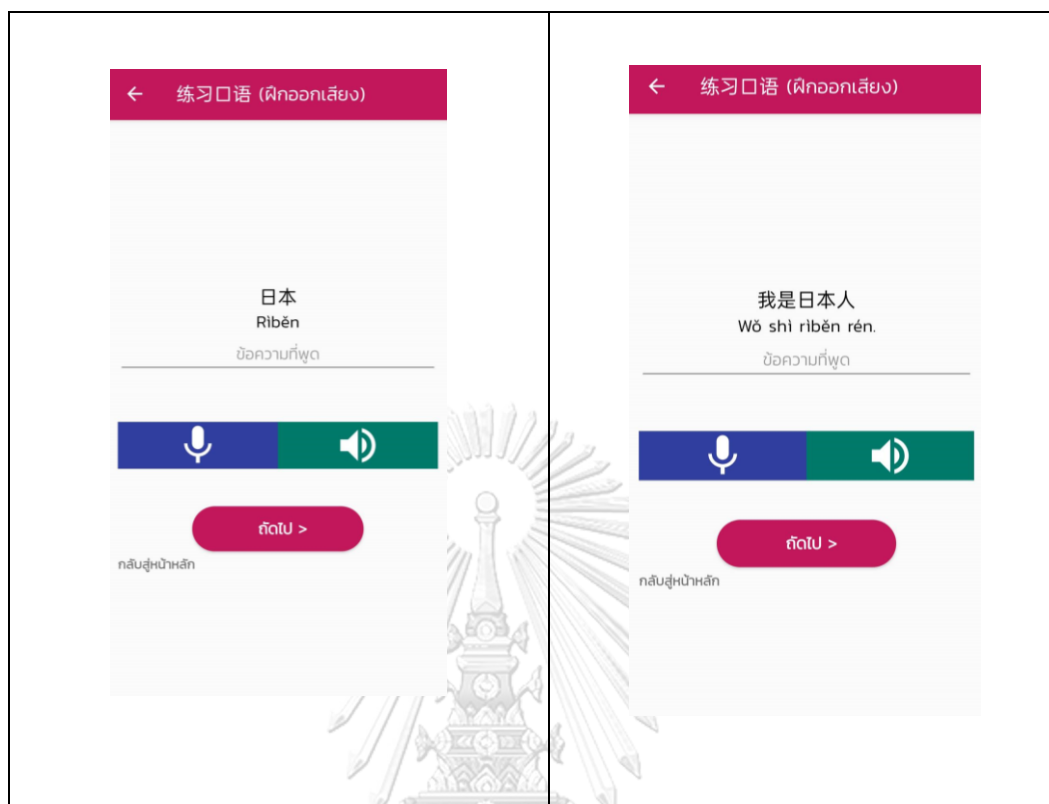 练习口语 (ฝึกออกเสียง)
日本
Rìběn
ข้อความที่พูด
ถัดไป >
กลับสู่หน้าหลัก
练习口语 (ฝึกออกเสียง)
我是日本人
Wǒ shì rìběn rén.
ข้อความที่พูด
ถัดไป >
กลับสู่หน้าหลัก